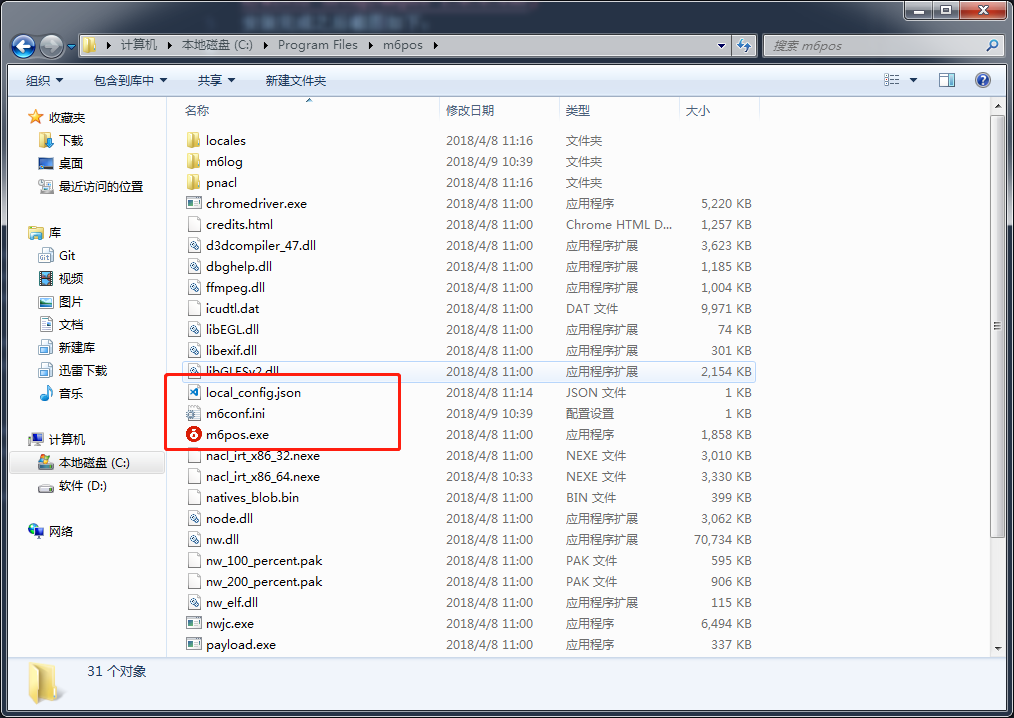 计算机 本地磁盘 (C:) Program Files m6pos
搜索 m6pos
组织 包含到库中 共享 新建文件夹
收藏夹
下载
桌面
最近访问的位置
库
Git
视频
图片
文档
新建库
迅雷下载
音乐
计算机
本地磁盘 (C:)
软件 (D:)
网络
名称 修改日期 类型 大小
locales 2018/4/8 11:16 文件夹
m6log 2018/4/9 10:39 文件夹
pnacl 2018/4/8 11:16 文件夹
chromedriver.exe 2018/4/8 11:00 应用程序 5,220 KB
credits.html 2018/4/8 11:00 Chrome HTML D... 1,257 KB
d3dcompiler_47.dll 2018/4/8 11:00 应用程序扩展 3,623 KB
dbghelp.dll 2018/4/8 11:00 应用程序扩展 1,185 KB
ffmpeg.dll 2018/4/8 11:00 应用程序扩展 1,004 KB
icudtl.dat 2018/4/8 11:00 DAT 文件 9,971 KB
libEGL.dll 2018/4/8 11:00 应用程序扩展 74 KB
libexif.dll 2018/4/8 11:00 应用程序扩展 301 KB
libGLESv2.dll 2018/4/8 11:00 应用程序扩展 2,154 KB
local_config.json 2018/4/8 11:14 JSON 文件 1 KB
m6conf.ini 2018/4/9 10:39 配置设置 1 KB
m6pos.exe 2018/4/8 11:00 应用程序 1,858 KB
nacl_irt_x86_32.nexe 2018/4/8 11:00 NEXE 文件 3,010 KB
nacl_irt_x86_64.nexe 2018/4/8 10:33 NEXE 文件 3,330 KB
natives_blob.bin 2018/4/8 11:00 BIN 文件 399 KB
node.dll 2018/4/8 11:00 应用程序扩展 3,062 KB
nw.dll 2018/4/8 11:00 应用程序扩展 70,734 KB
nw_100_percent.pak 2018/4/8 11:00 PAK 文件 595 KB
nw_200_percent.pak 2018/4/8 11:00 PAK 文件 906 KB
nw_elf.dll 2018/4/8 11:00 应用程序扩展 115 KB
nwjc.exe 2018/4/8 11:00 应用程序 6,494 KB
payload.exe 2018/4/8 11:00 应用程序 337 KB
31 个对象